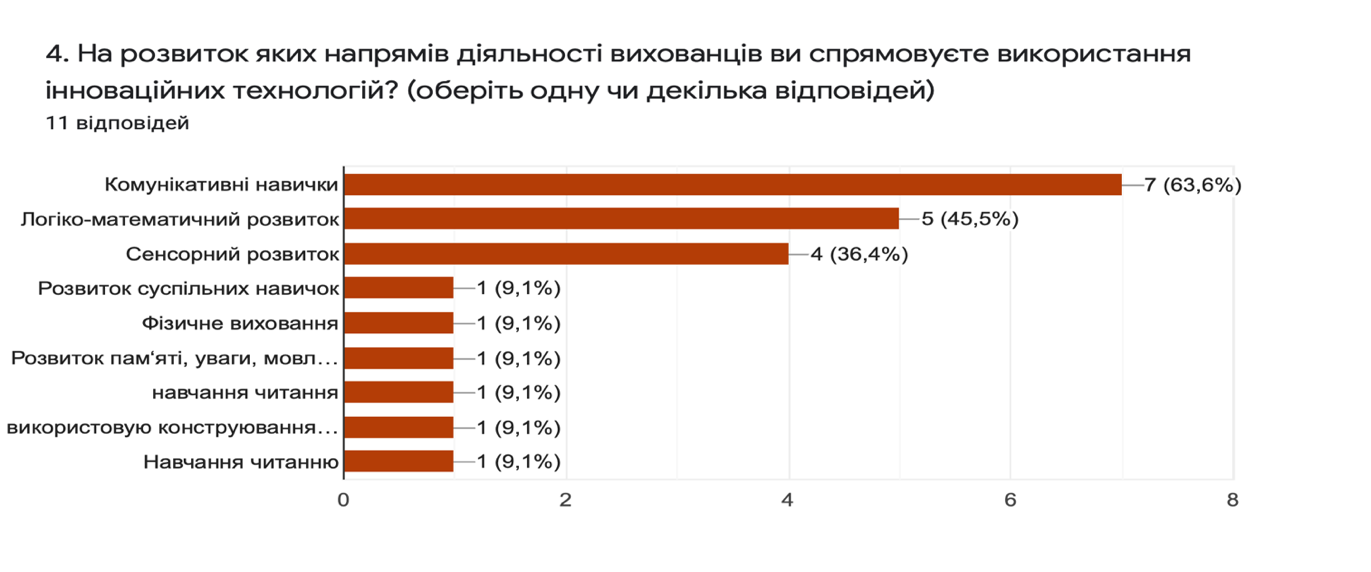 4. На розвиток яких напрямів діяльності вихованців ви спрямовуєте використання
інноваційних технологій? (оберіть одну чи декілька відповідей)
11 відповідей
Комунікативні навички 7 (63,6%)
Логіко-математичний розвиток 5 (45,5%)
Сенсорний розвиток 4 (36,4%)
Розвиток суспільних навичок 1 (9,1%)
Фізичне виховання 1 (9,1%)
Розвиток пам‘яті, уваги, мовл... 1 (9,1%)
навчання читання 1 (9,1%)
використовую конструювання... 1 (9,1%)
Навчання читанню 1 (9,1%)
0 2 4 6 8